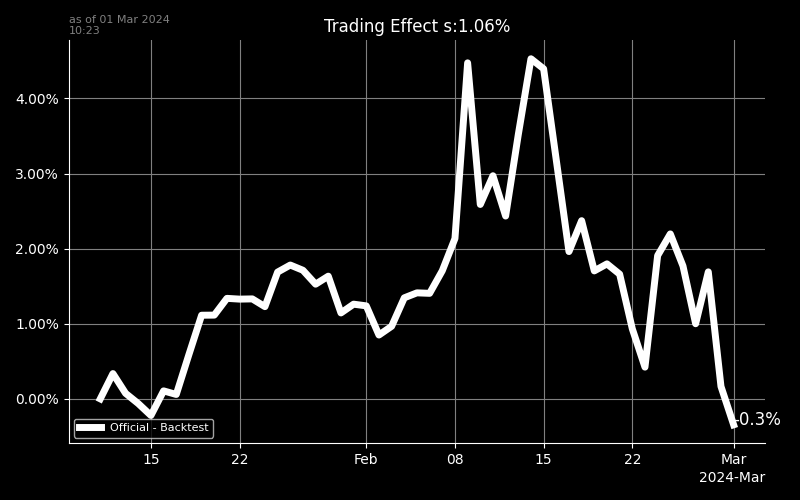 as of 01 Mar 2024
10:23
Trading Effect s:1.06%
4.00%
3.00%
2.00%
1.00%
0.00%
-0.3%
Official - Backtest
15
22
Feb
08
15
22
Mar
2024-Mar